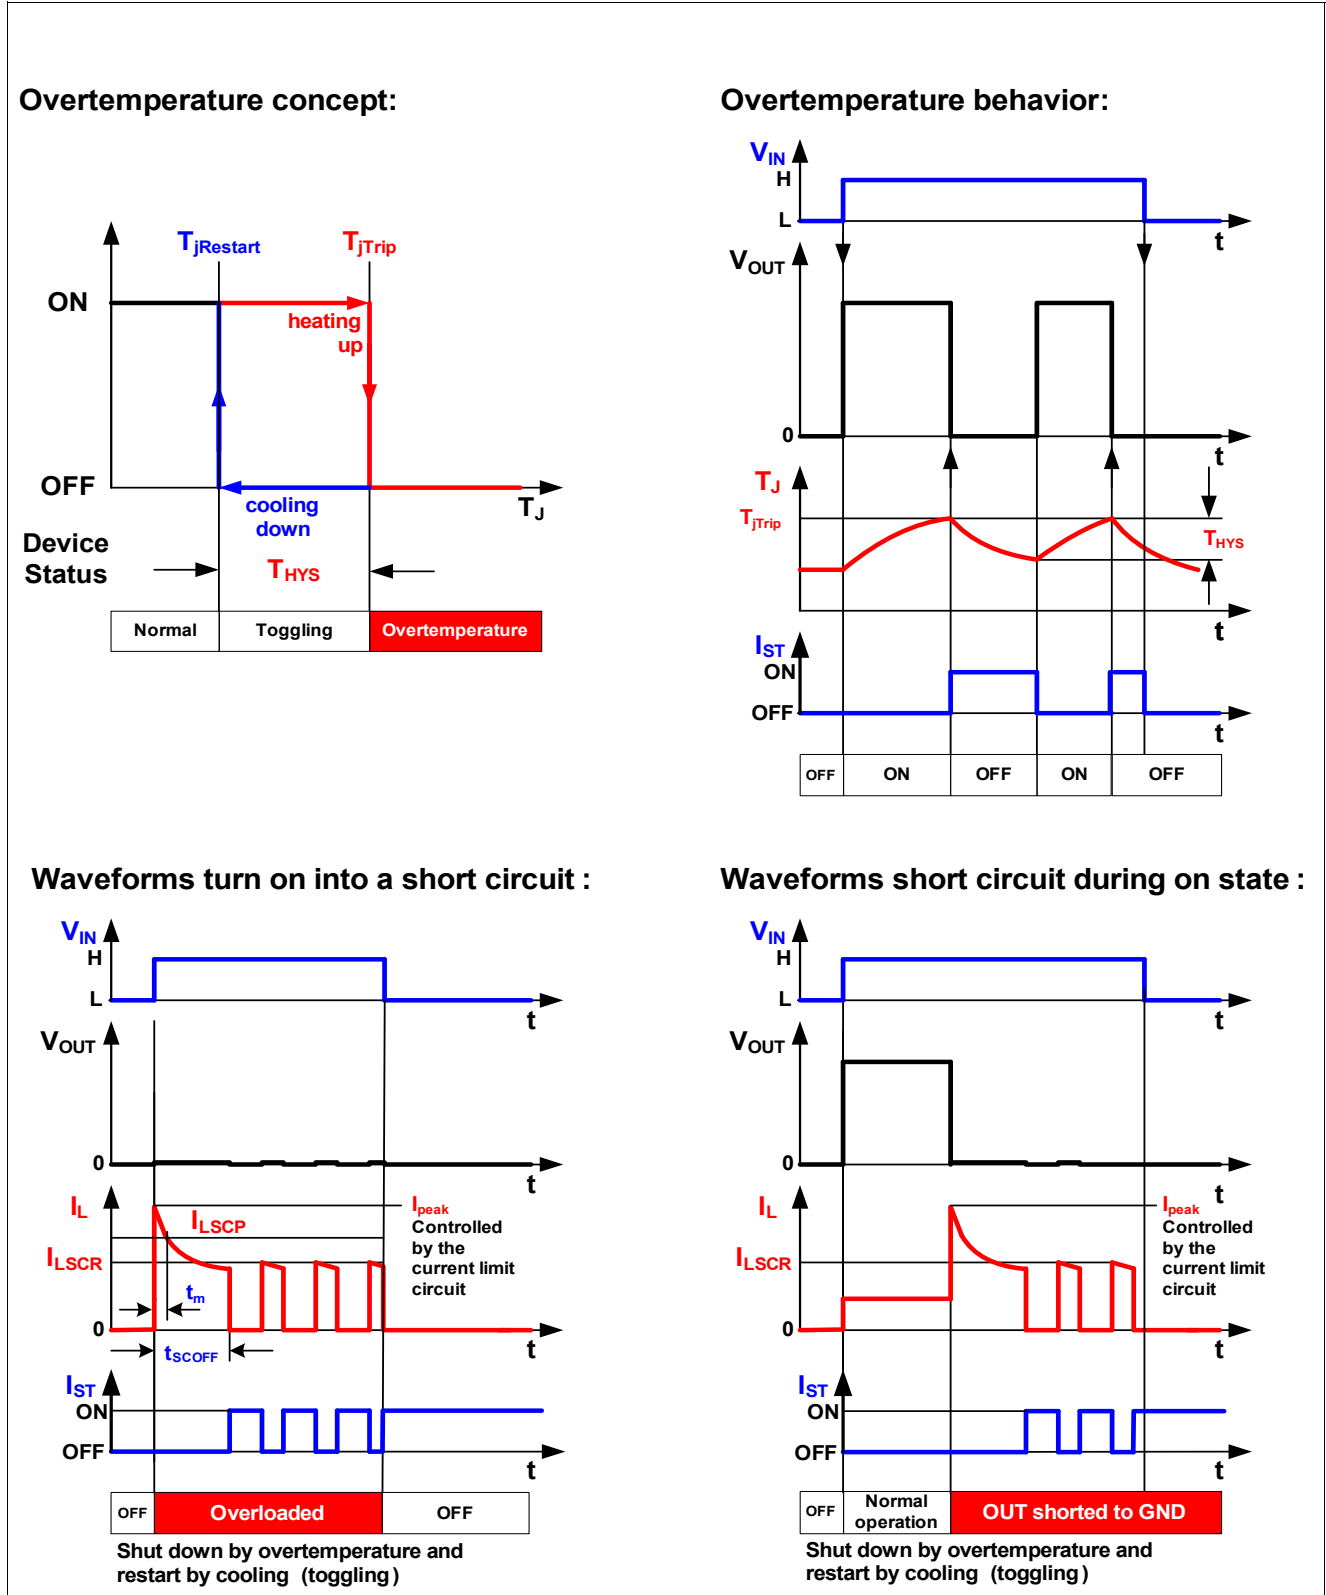 Overtemperature concept:
TjRestart
TjTrip
ON
heating
up
OFF
cooling
down
TJ
Device
Status
THYS
Normal
Toggling
Overtemperature
Overtemperature behavior:
VIN
H
L
t
VOUT
0
t
TJ
TjTrip
THYS
t
IST
ON
OFF
t
OFF
ON
OFF
ON
OFF
Waveforms turn on into a short circuit :
VIN
H
L
t
VOUT
0
t
IL
Ipeak
ILSCP
Controlled
by the
current limit
circuit
ILSCR
tm
0
t
tSCOFF
IST
ON
OFF
t
OFF
Overloaded
OFF
Shut down by overtemperature and
restart by cooling (toggling)
Waveforms short circuit during on state :
VIN
H
L
t
VOUT
0
t
IL
Ipeak
Controlled
by the
current limit
circuit
ILSCR
0
t
IST
ON
OFF
t
OFF
Normal
operation
OUT shorted to GND
Shut down by overtemperature and
restart by cooling (toggling)